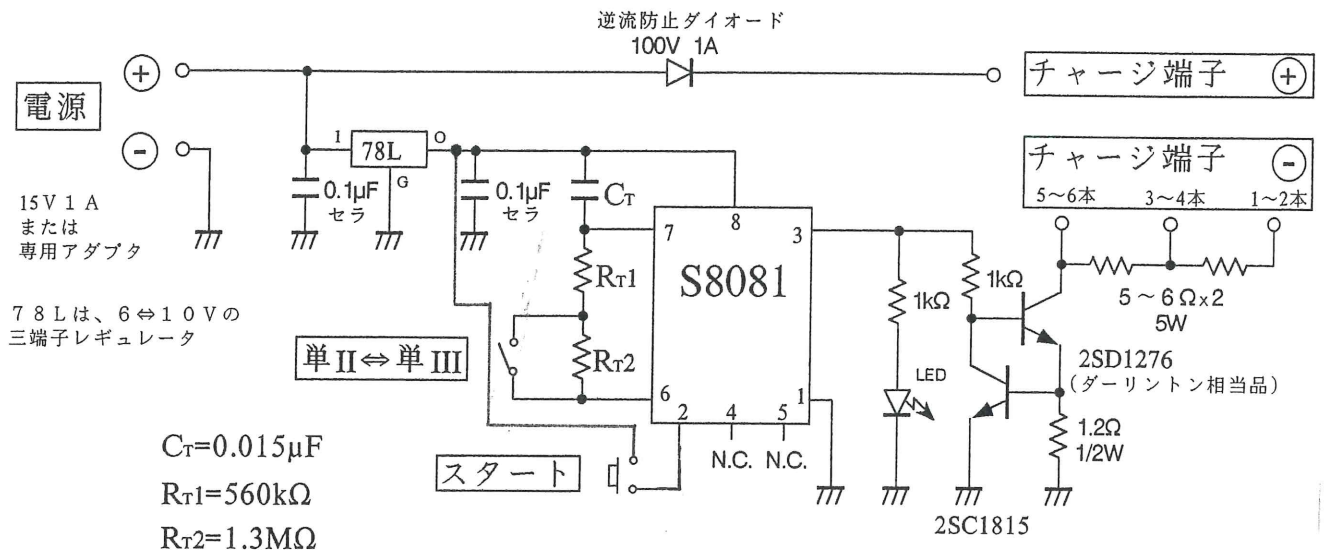 逆流防止ダイオード
100V 1A
電源
+
-
チャージ端子 +
チャージ端子 -
5～6本
3～4本
1～2本
15V 1A
または
専用アダプタ
I
78L
O
G
0.1μF
セラ
0.1μF
セラ
CT
7
8
3
S8081
RT1
RT2
6
2
4
5
1
78Lは、6⇔10Vの
三端子レギュレータ
単II⇔単III
スタート
N.C.
N.C.
1kΩ
1kΩ
LED
5～6Ωx2
5W
2SD1276
(ダーリントン相当品)
1.2Ω
1/2W
2SC1815
CT=0.015μF
RT1=560kΩ
RT2=1.3MΩ